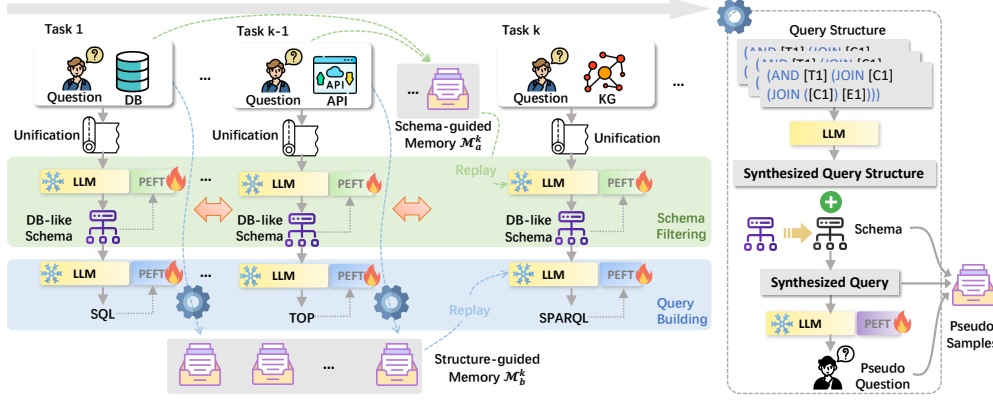 Task 1
Task k-1
Task k
Question
DB
...
Question
API
API
...
Schema-guided
Memory 𝓜ₐᵏ
Question
KG
...
Unification
Unification
Unification
Replay
LLM
PEFT
...
LLM
PEFT
LLM
PEFT
DB-like
Schema
DB-like
Schema
DB-like
Schema
Schema
Filtering
LLM
PEFT
...
LLM
PEFT
LLM
PEFT
SQL
TOP
Replay
SPARQL
Query
Building
...
Structure-guided
Memory 𝓜_bᵏ
Query Structure
(AND [T1] (JOIN [C1]
(AND [T1] (JOIN [C1]
(AND [T1] (JOIN [C1]
(JOIN ([C1]) [E1])))
LLM
Synthesized Query Structure
Schema
Synthesized Query
LLM
PEFT
Pseudo
Question
Pseudo
Samples